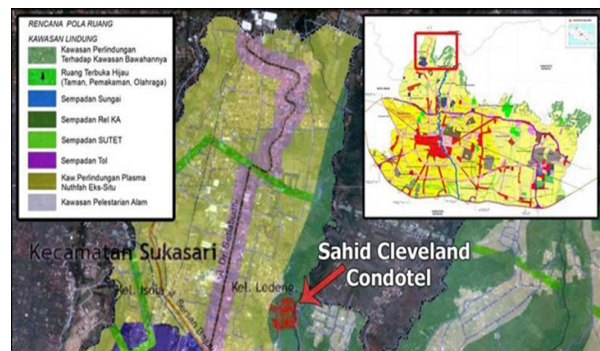 RENCANA POLA RUANG
KAWASAN LINDUNG
Kawasan Perlindungan
Terhadap Kawasan Bawahannya
Ruang Terbuka Hijau
(Taman, Pemakaman, Olahraga)
Sempadan Sungai
Sempadan Rel KA
Sempadan SUTET
Sempadan Tol
Kaw.Perlindungan Plasma
Nuthfah Eks-Situ
Kawasan Pelestarian Alam
Kecamatan Sukasari
Kel. Isola
Kel. Ledeng
Sahid Cleveland
Condotel